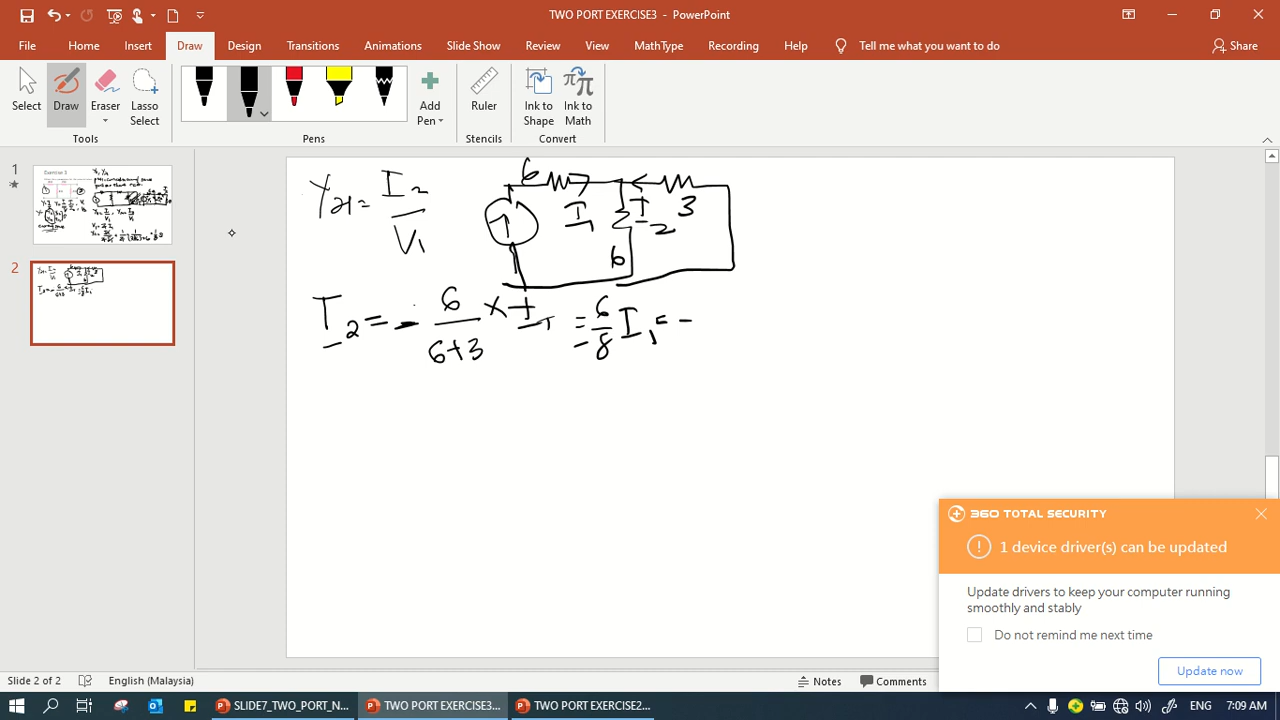 TWO PORT EXERCISE3 - PowerPoint
File Home Insert Draw Design Transitions Animations Slide Show Review View MathType Recording Help Tell me what you want to do Share
Select Draw Eraser Lasso Select Add Pen Ruler Ink to Shape Ink to Math
Tools Pens Stencils Convert
1
2
Y21 = I2 / V1
6 I1 I2 3 6
I2 = - 6 / 6+3 × I1 = - 6 / 8 I1 = -
360 TOTAL SECURITY
1 device driver(s) can be updated
Update drivers to keep your computer running
smoothly and stably
Do not remind me next time
Update now
Slide 2 of 2 English (Malaysia) Notes Comments
SLIDE7_TWO_PORT_N... TWO PORT EXERCISE3... TWO PORT EXERCISE2... ENG 7:09 AM